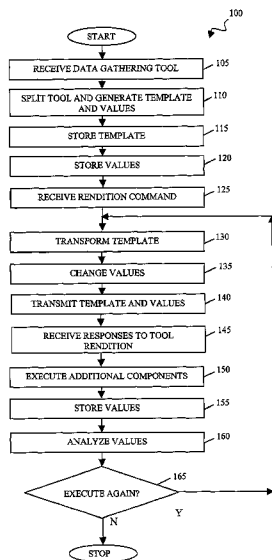 100
START
RECEIVE DATA GATHERING TOOL
105
SPLIT TOOL AND GENERATE TEMPLATE
AND VALUES
110
STORE TEMPLATE
115
STORE VALUES
120
RECEIVE RENDITION COMMAND
125
TRANSFORM TEMPLATE
130
CHANGE VALUES
135
TRANSMIT TEMPLATE AND VALUES
140
RECEIVE RESPONSES TO TOOL
RENDITION
145
EXECUTE ADDITIONAL COMPONENTS
150
STORE VALUES
155
ANALYZE VALUES
160
165
EXECUTE AGAIN?
N
Y
STOP